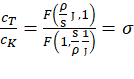 c_T / c_K = F(ρ/s J, 1) / F(1, s/ρ 1/J) = σ